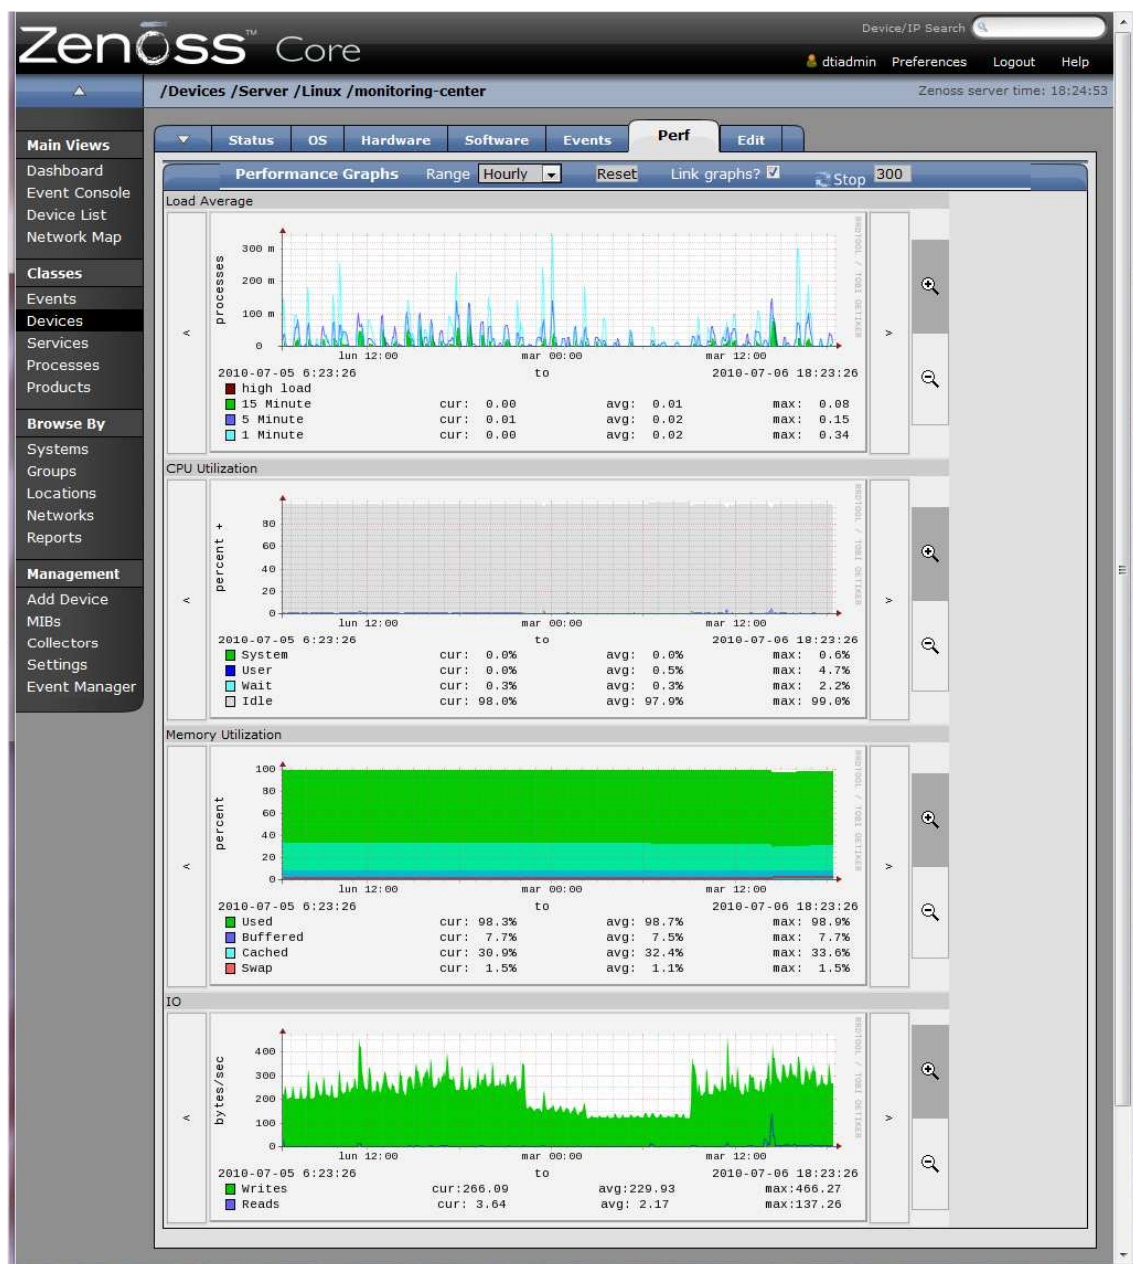 Zenoss™ Core
Device/IP Search
dtiadmin Preferences Logout Help
/Devices /Server /Linux /monitoring-center
Zenoss server time: 18:24:53
Main Views
Dashboard
Event Console
Device List
Network Map
Classes
Events
Devices
Services
Processes
Products
Browse By
Systems
Groups
Locations
Networks
Reports
Management
Add Device
MIBs
Collectors
Settings
Event Manager
Status OS Hardware Software Events Perf Edit
Performance Graphs Range Hourly Reset Link graphs? Stop 300
Load Average
RRDTOOL / TOBI OETIKER
processes
300 m
200 m
100 m
0
lun 12:00 mar 00:00 mar 12:00
2010-07-05 6:23:26 to 2010-07-06 18:23:26
high load
15 Minute cur: 0.00 avg: 0.01 max: 0.08
5 Minute cur: 0.01 avg: 0.02 max: 0.15
1 Minute cur: 0.00 avg: 0.02 max: 0.34
< >
CPU Utilization
RRDTOOL / TOBI OETIKER
percent +
80
60
40
20
0
lun 12:00 mar 00:00 mar 12:00
2010-07-05 6:23:26 to 2010-07-06 18:23:26
System cur: 0.0% avg: 0.0% max: 0.6%
User cur: 0.0% avg: 0.5% max: 4.7%
Wait cur: 0.3% avg: 0.3% max: 2.2%
Idle cur: 98.0% avg: 97.9% max: 99.0%
< >
Memory Utilization
RRDTOOL / TOBI OETIKER
percent
100
80
60
40
20
0
lun 12:00 mar 00:00 mar 12:00
2010-07-05 6:23:26 to 2010-07-06 18:23:26
Used cur: 98.3% avg: 98.7% max: 98.9%
Buffered cur: 7.7% avg: 7.5% max: 7.7%
Cached cur: 30.9% avg: 32.4% max: 33.6%
Swap cur: 1.5% avg: 1.1% max: 1.5%
< >
IO
RRDTOOL / TOBI OETIKER
bytes/sec
400
300
200
100
0
lun 12:00 mar 00:00 mar 12:00
2010-07-05 6:23:26 to 2010-07-06 18:23:26
Writes cur:266.09 avg:229.93 max:466.27
Reads cur: 3.64 avg: 2.17 max:137.26
< >